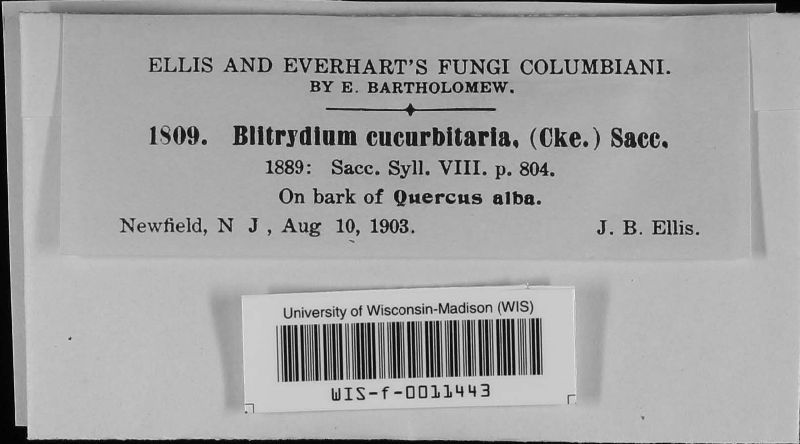 ELLIS AND EVERHART'S FUNGI COLUMBIANI.
BY E. BARTHOLOMEW.
1809. Blitrydium cucurbitaria, (Cke.) Sacc.
1889: Sacc. Syll. VIII. p. 804.
On bark of Quercus alba.
Newfield, N J , Aug 10, 1903. J. B. Ellis.
University of Wisconsin-Madison (WIS)
WIS-f-0011443